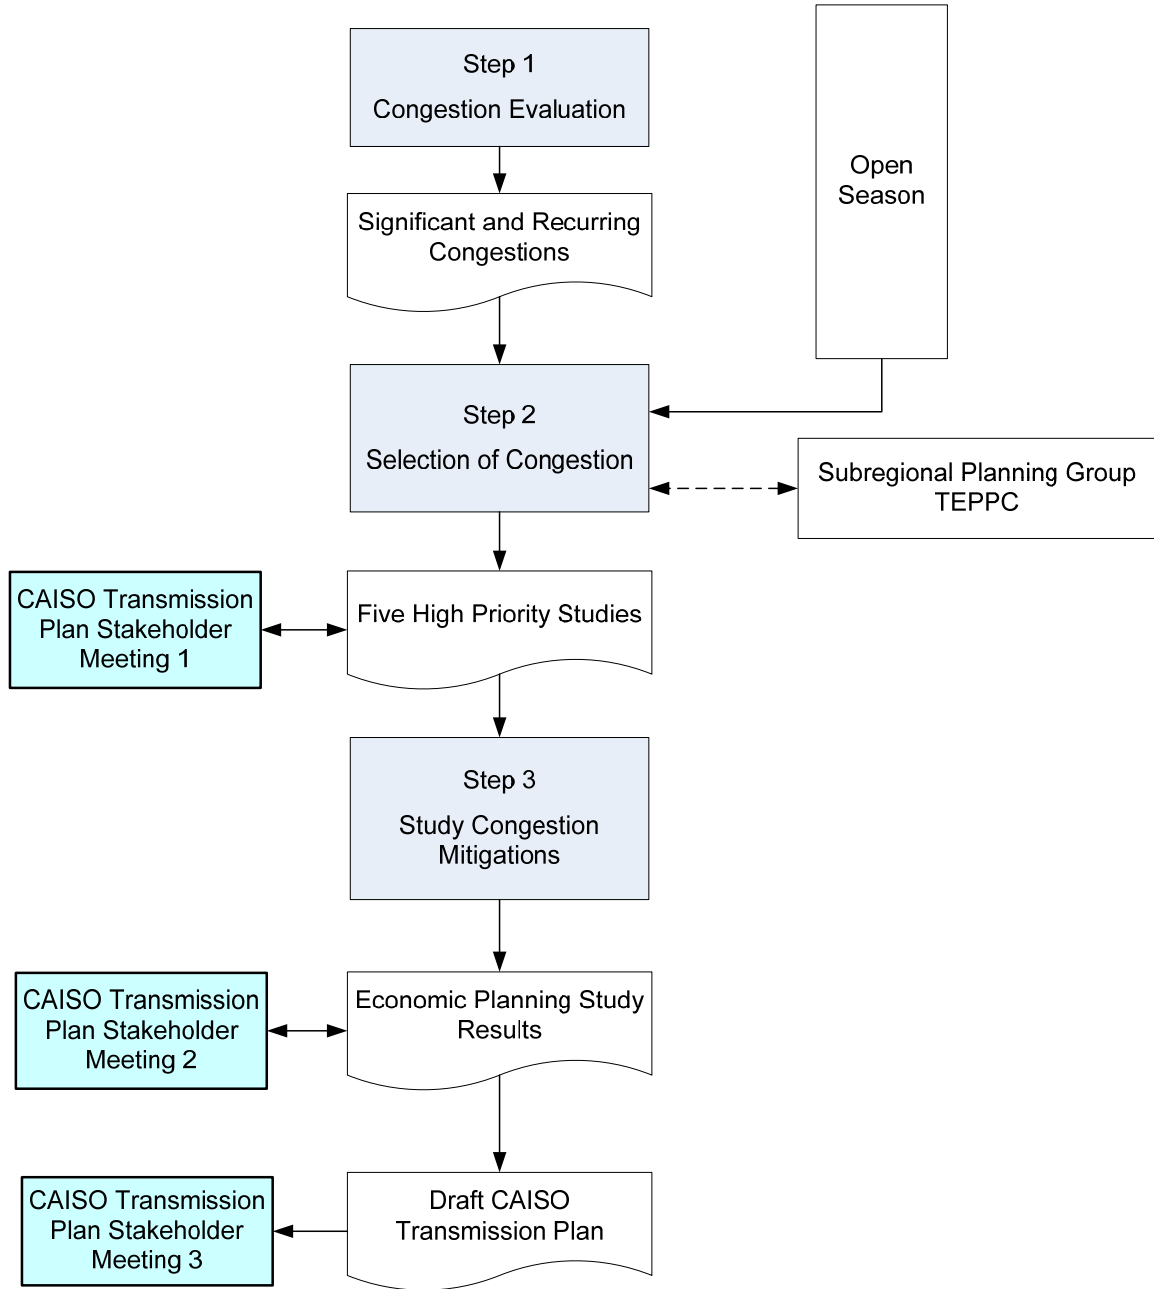 Step 1
Congestion Evaluation
Open
Season
Significant and Recurring
Congestions
Step 2
Selection of Congestion
Subregional Planning Group
TEPPC
CAISO Transmission
Plan Stakeholder
Meeting 1
Five High Priority Studies
Step 3
Study Congestion
Mitigations
CAISO Transmission
Plan Stakeholder
Meeting 2
Economic Planning Study
Results
CAISO Transmission
Plan Stakeholder
Meeting 3
Draft CAISO
Transmission Plan